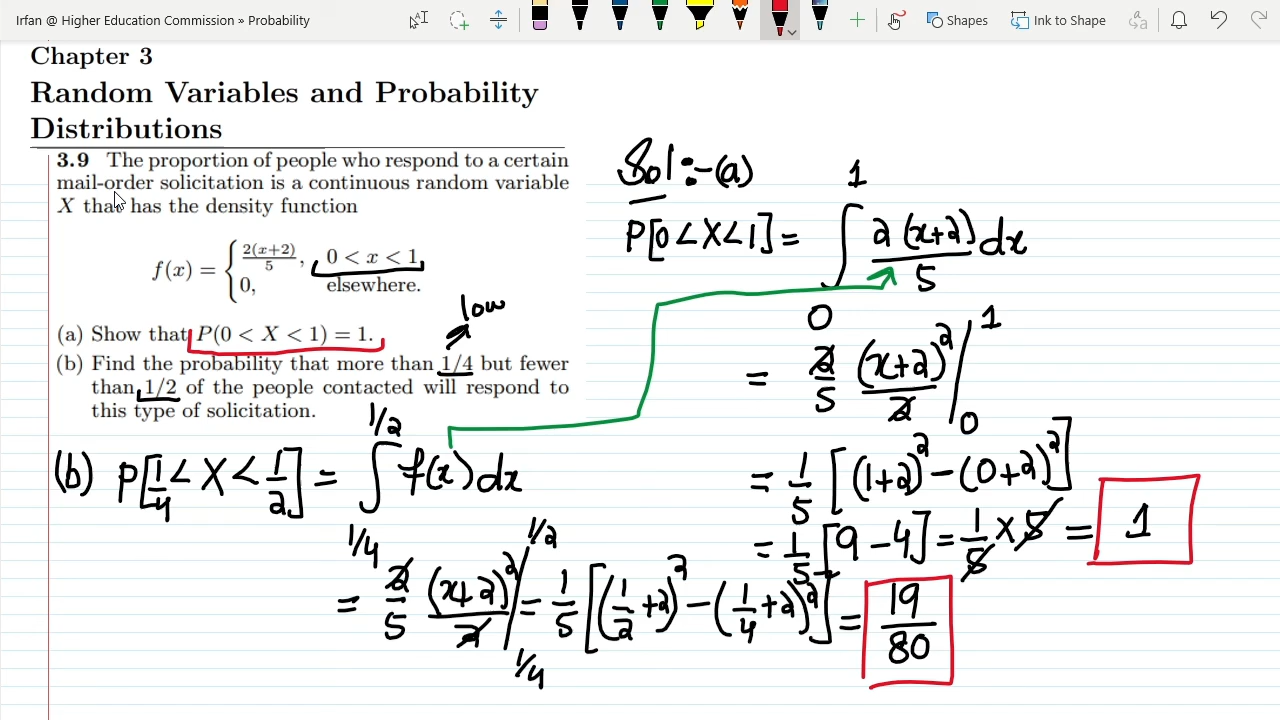 Irfoo @ Higher Education Commission » Probability
Shapes
Ink to Shape
Chapter 3
Random Variables and Probability
Distributions
3.9 The proportion of people who respond to a certain
mail-order solicitation is a continuous random variable
X that has the density function
f(x) = { 2(x+2)/5, 0 < x < 1,
0, elsewhere.
(a) Show that P(0 < X < 1) = 1.
low
(b) Find the probability that more than 1/4 but fewer
than 1/2 of the people contacted will respond to
this type of solicitation.
Sol:-(a)
P[0<X<1] = ∫₀¹ 2(x+2)/5 dx
= 2/5 (x+2)²/2 |₀¹
= 1/5 [(1+2)² - (0+2)²]
= 1/5 [9-4] = 1/5 × 5 = 1
(b) P[1/4 < X < 1/2] = ∫_{1/4}^{1/2} f(x) dx
= 2/5 (x+2)²/2 |_{1/4}^{1/2} = 1/5 [(1/2+2)² - (1/4+2)²] = 19/80